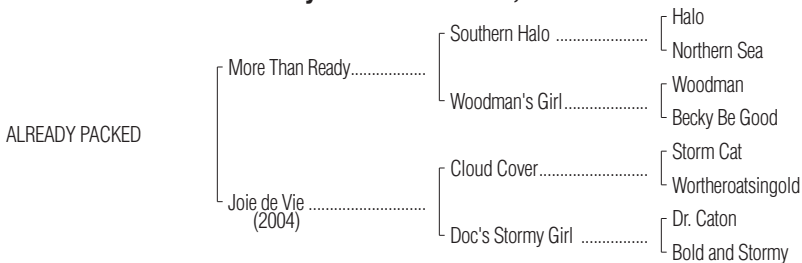 Southern Halo ....................... Halo
Northern Sea
More Than Ready..................
Woodman's Girl..................... Woodman
Becky Be Good
ALREADY PACKED
Cloud Cover........................... Storm Cat
Wortheroatsingold
Joie de Vie .............................
(2004)
Doc's Stormy Girl ................. Dr. Caton
Bold and Stormy